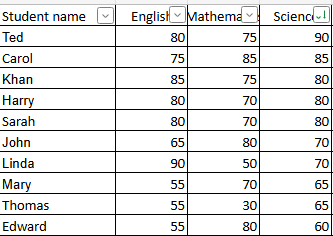 Student name English Mathema Science
Ted 80 75 90
Carol 75 85 85
Khan 85 75 80
Harry 80 70 80
Sarah 80 70 80
John 65 80 70
Linda 90 50 70
Mary 55 70 65
Thomas 55 30 65
Edward 55 80 60